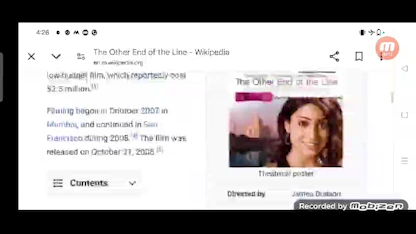 4:26
The Other End of the Line - Wikipedia
en.m.wikipedia.org
low-budget film, which reportedly cost
$2.5 million.
Filming began in October 2007 in
Mumbai, and continued in San
Francisco during 2008. The film was
released on October 31, 2008.
Contents
The Other End of the Line
Theatrical poster
Directed by
James Dodson
Recorded by Mobizen